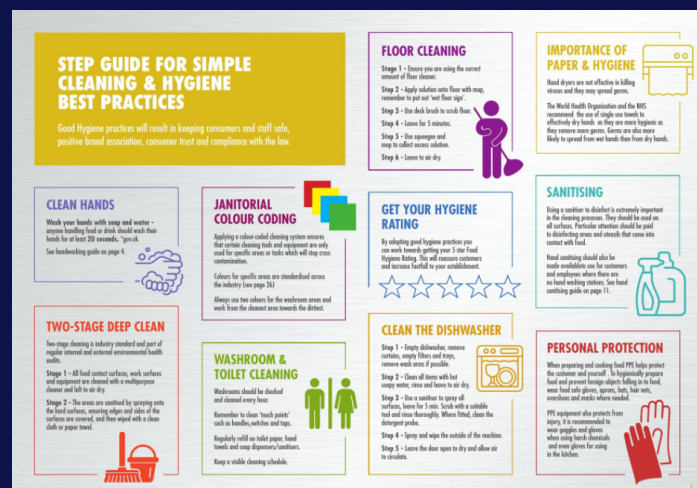 STEP GUIDE FOR SIMPLE
CLEANING & HYGIENE
BEST PRACTICES
Good Hygiene practices will result in keeping consumers and staff safe,
positive brand association, consumer trust and compliance with the law.
FLOOR CLEANING
Stage 1 - Ensure you are using the correct
amount of floor cleaner.
Step 2 - Apply solution onto floor with map,
remember to put out 'wet floor sign'.
Step 3 - Use deck brush to scrub floor.
Step 4 - Leave for 5 minutes.
Step 5 - Use squeegee and
map to collect excess solution.
Step 6 - Leave to air dry.
IMPORTANCE OF
PAPER & HYGIENE
Hand dryers are not effective in killing
viruses and they may spread germs.
The World Health Organisation and the NHS
recommend the use of single use towels to
effectively dry hands as they are more hygienic as
they remove more germs. Germs are also more
likely to spread from wet hands than from dry hands.
CLEAN HANDS
Wash your hands with soap and water -
anyone handling food or drink should wash their
hands for at least 20 seconds. *gov.uk
See handwashing guide on page 4.
JANITORIAL
COLOUR CODING
Applying a colour-coded cleaning system ensures
that certain cleaning tools and equipment are only
used for specific areas or tasks which will stop cross
contamination.
Colours for specific areas are standardised across
the industry (see page 26)
Always use two colours for the washroom areas and
work from the cleanest area towards the dirtiest.
GET YOUR HYGIENE
RATING
By adopting good hygiene practices you
can work towards getting your 5 star Food
Hygiene Rating. This will reassure customers
and increase footfall to your establishment.
SANITISING
Using a sanitiser to disinfect is extremely important
in the cleaning processes. They should be used on
all surfaces. Particular attention should be paid
to disinfecting areas and utensils that come into
contact with food.
Hand sanitising should also be
made available to use for customers
and employees where there are
no hand washing stations. See hand
sanitising guide on page 11.
TWO-STAGE DEEP CLEAN
Two-stage cleaning is industry standard and part of
regular internal and external environmental health
audits.
Stage 1 - All food contact surfaces, work surfaces
and equipment are cleaned with a multipurpose
cleaner and left to air dry.
Stage 2 - The areas are sanitised by spraying onto
the hard surfaces, ensuring edges and sides of the
surfaces are covered, and then wiped with a clean
cloth or paper towel.
WASHROOM &
TOILET CLEANING
Washrooms should be checked
and cleaned every hour.
Remember to clean 'touch points'
such as handles,switches and taps.
Regularly refill an toilet paper, hand
towels and soap dispensers/sanitisers.
Keep a visible cleaning schedule.
CLEAN THE DISHWASHER
Step 1 - Empty dishwasher, remove
curtains, empty filters and trays,
remove wash arms if possible.
Step 2 - Clean all items with hot
soapy water, rinse and leave to air dry.
Step 3 - Use a sanitiser to spray all
surfaces, leave for 5 min. Scrub with a suitable
tool and rinse thoroughly. Where fitted, clean the
detergent probe.
Step 4 - Spray and wipe the outside of the machine.
Step 5 - Leave the door open to dry and allow air
to circulate.
PERSONAL PROTECTION
When preparing and cooking food PPE helps protect
the customer and yourself . To hygienically prepare
food and prevent foreign objects falling in to food,
wear food safe gloves, aprons, hats, hair nets,
overshoes and masks where needed.
PPE equipment also protects from
injury, it is recommended to
wear goggles and gloves
when using harsh chemicals
and oven gloves for using
in the kitchen.